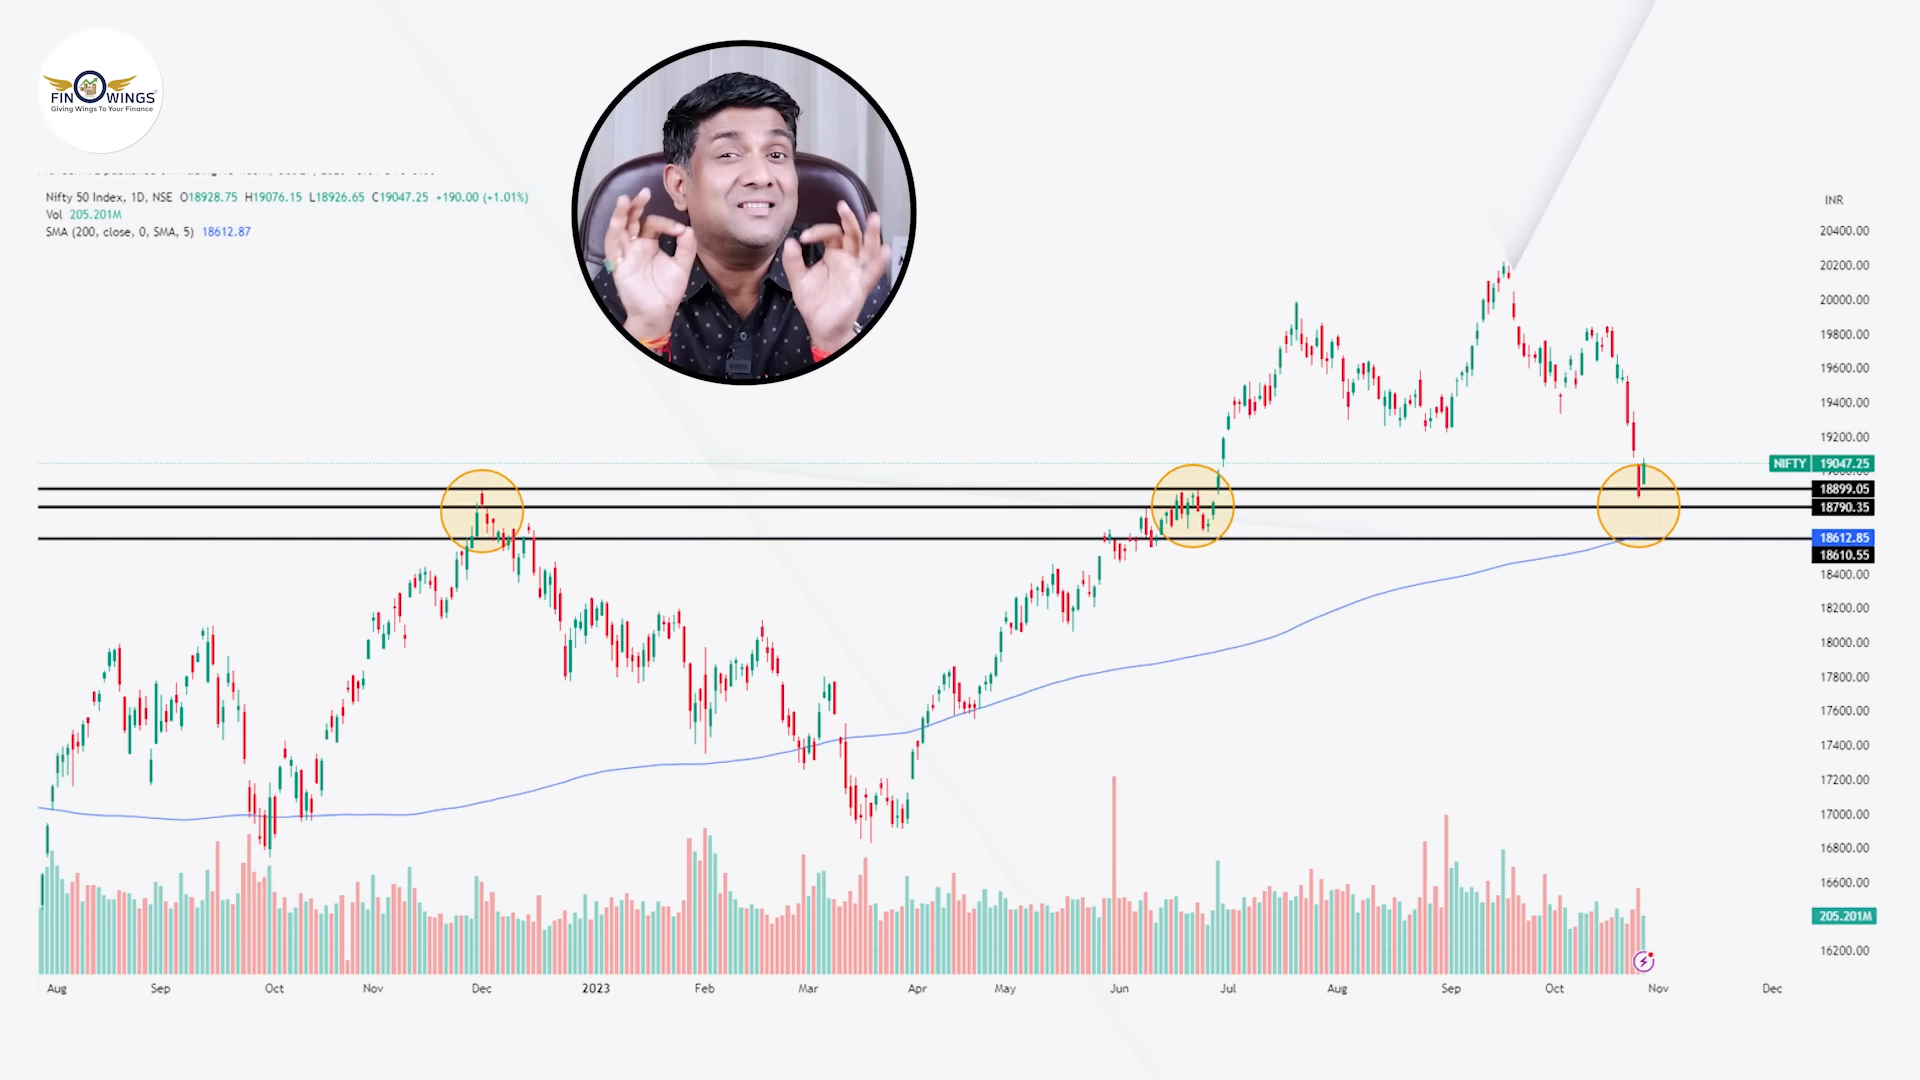 FINOWINGS
Giving Wings To Your Finance
Nifty 50 Index, 1D, NSE O18928.75 H19076.15 L18926.65 C19047.25 +190.00 (+1.01%)
Vol 205.201M
SMA (200, close, 0, SMA, 5) 18612.87
INR
20400.00
20200.00
20000.00
19800.00
19600.00
19400.00
19200.00
NIFTY 19047.25
18899.05
18790.35
18612.85
18610.55
18400.00
18200.00
18000.00
17800.00
17600.00
17400.00
17200.00
17000.00
16800.00
16600.00
205.201M
16200.00
Aug Sep Oct Nov Dec 2023 Feb Mar Apr May Jun Jul Aug Sep Oct Nov Dec